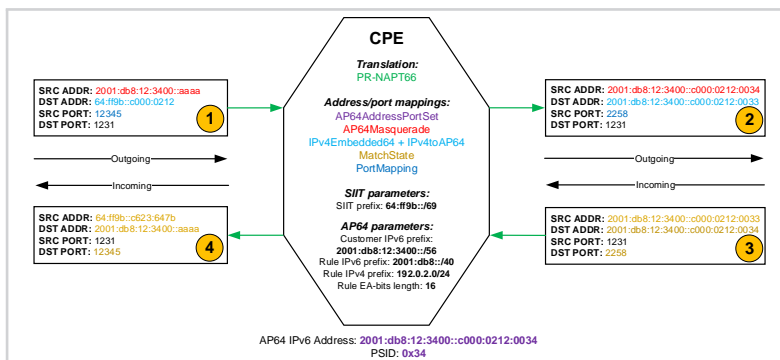 CPE
Translation:
PR-NAPT66
Address/port mappings:
AP64AddressPortSet
AP64Masquerade
IPv4Embedded64 + IPv4toAP64
MatchState
PortMapping
SIIT parameters:
SIIT prefix: 64:ff9b::/69
AP64 parameters:
Customer IPv6 prefix:
2001:db8:12:3400::/56
Rule IPv6 prefix: 2001:db8::/40
Rule IPv4 prefix: 192.0.2.0/24
Rule EA-bits length: 16
SRC ADDR: 2001:db8:12:3400::aaaa
DST ADDR: 64:ff9b::c000:0212
SRC PORT: 12345
DST PORT: 1231
1
SRC ADDR: 2001:db8:12:3400::c000:0212:0034
DST ADDR: 2001:db8:12:3400::c000:0212:0033
SRC PORT: 2258
DST PORT: 1231
2
Outgoing
Incoming
Outgoing
Incoming
SRC ADDR: 64:ff9b::c623:647b
DST ADDR: 2001:db8:12:3400::aaaa
SRC PORT: 1231
DST PORT: 12345
4
SRC ADDR: 2001:db8:12:3400::c000:0212:0033
DST ADDR: 2001:db8:12:3400::c000:0212:0034
SRC PORT: 1231
DST PORT: 2258
3
AP64 IPv6 Address: 2001:db8:12:3400::c000:0212:0034
PSID: 0x34